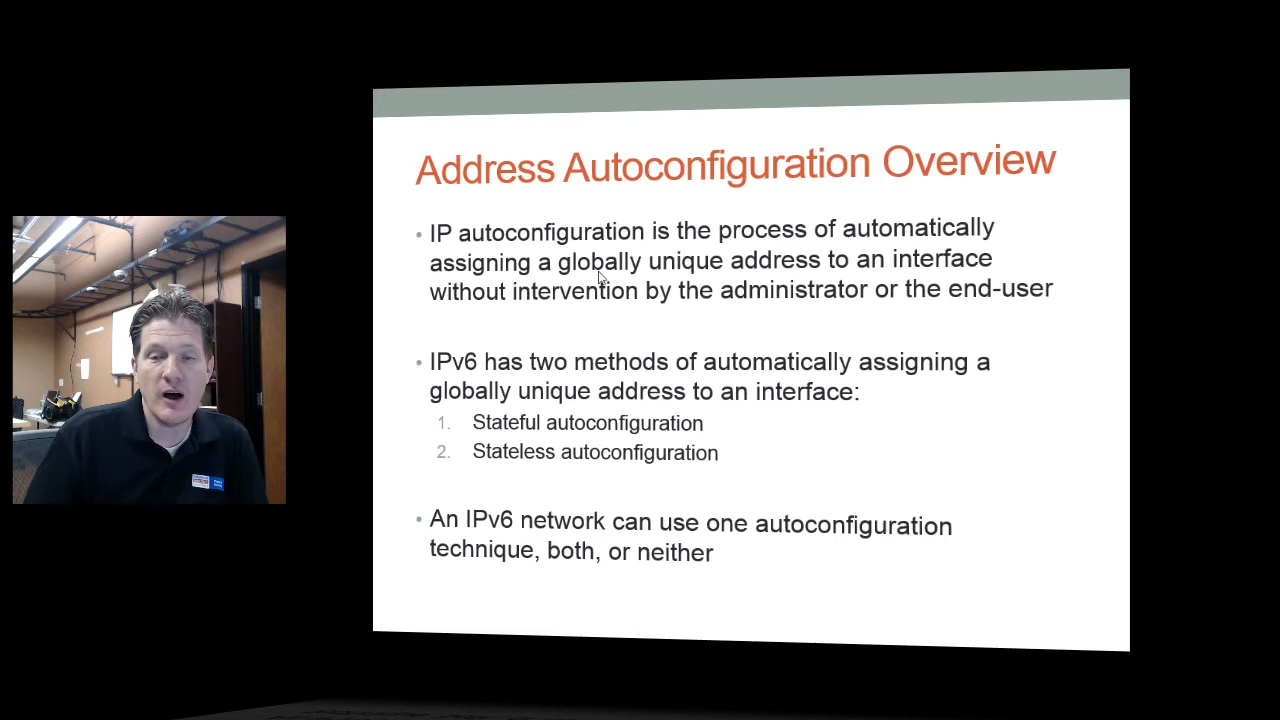 Address Autoconfiguration Overview
• IP autoconfiguration is the process of automatically
assigning a globally unique address to an interface
without intervention by the administrator or the end-user
• IPv6 has two methods of automatically assigning a
globally unique address to an interface:
1. Stateful autoconfiguration
2. Stateless autoconfiguration
• An IPv6 network can use one autoconfiguration
technique, both, or neither